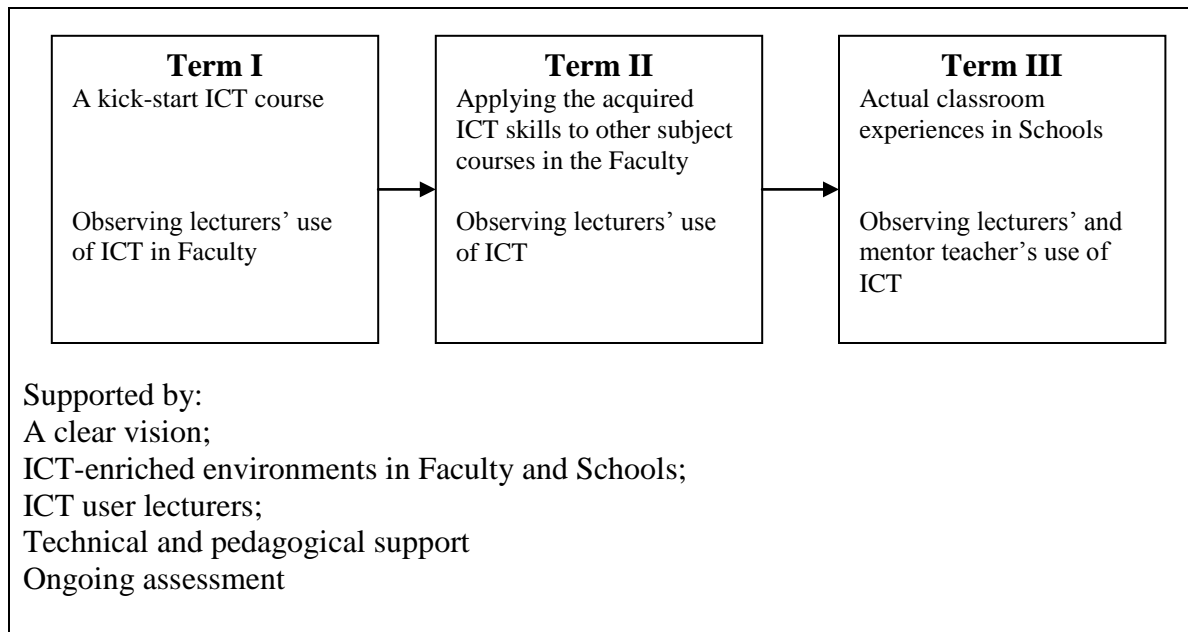 Term I
A kick-start ICT course
Observing lecturers’ use
of ICT in Faculty
Term II
Applying the acquired
ICT skills to other subject
courses in the Faculty
Observing lecturers’ use
of ICT
Term III
Actual classroom
experiences in Schools
Observing lecturers’ and
mentor teacher’s use of
ICT
Supported by:
A clear vision;
ICT-enriched environments in Faculty and Schools;
ICT user lecturers;
Technical and pedagogical support
Ongoing assessment